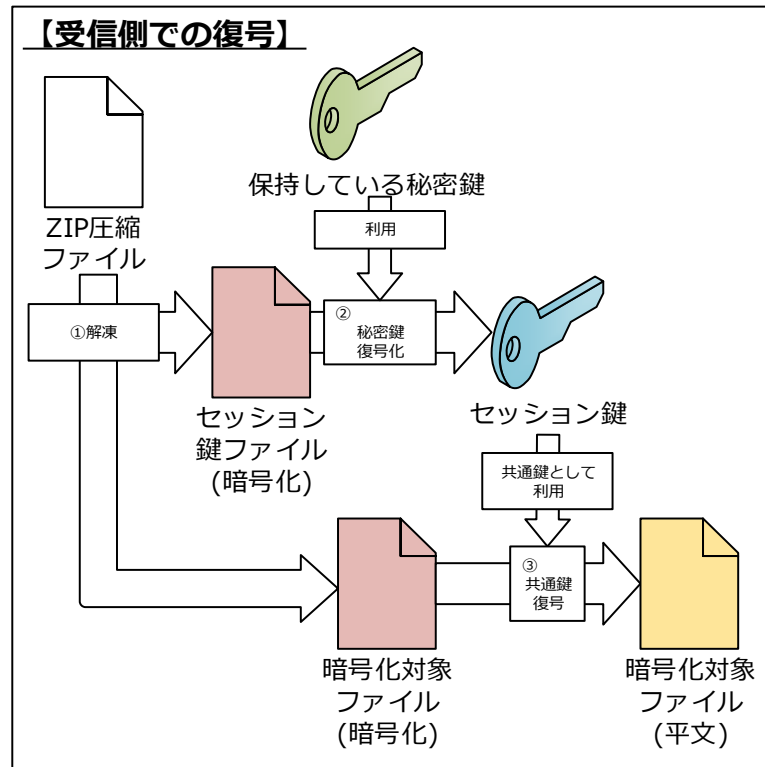 【受信側での復号】
保持している秘密鍵
ZIP圧縮
ファイル
利用
①解凍
②
秘密鍵
復号化
セッション
鍵ファイル
(暗号化)
セッション鍵
共通鍵として
利用
③
共通鍵
復号
暗号化対象
ファイル
(暗号化)
暗号化対象
ファイル
(平文)